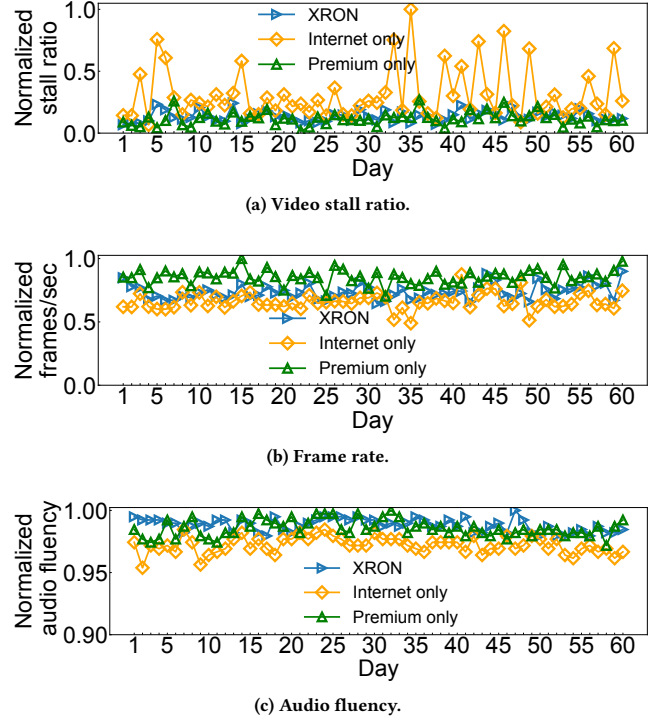 Normalized
stall ratio
1.0
0.5
0.0
XRON
Internet only
Premium only
1 5 10 15 20 25 30 35 40 45 50 55 60
Day
(a) Video stall ratio.
Normalized
frames/sec
1.0
0.5
0.0
XRON
Internet only
Premium only
1 5 10 15 20 25 30 35 40 45 50 55 60
Day
(b) Frame rate.
Normalized
audio fluency
1.00
0.95
0.90
XRON
Internet only
Premium only
1 5 10 15 20 25 30 35 40 45 50 55 60
Day
(c) Audio fluency.